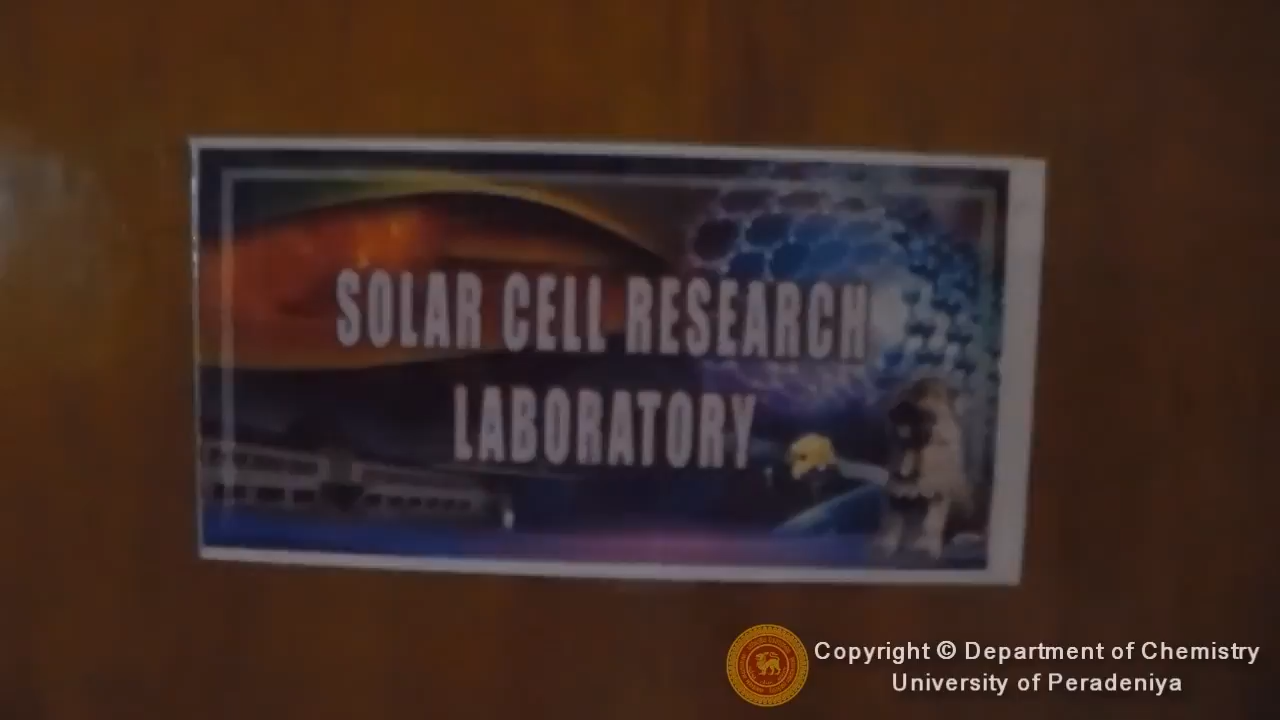 SOLAR CELL RESEARCH
LABORATORY
Copyright © Department of Chemistry
University of Peradeniya